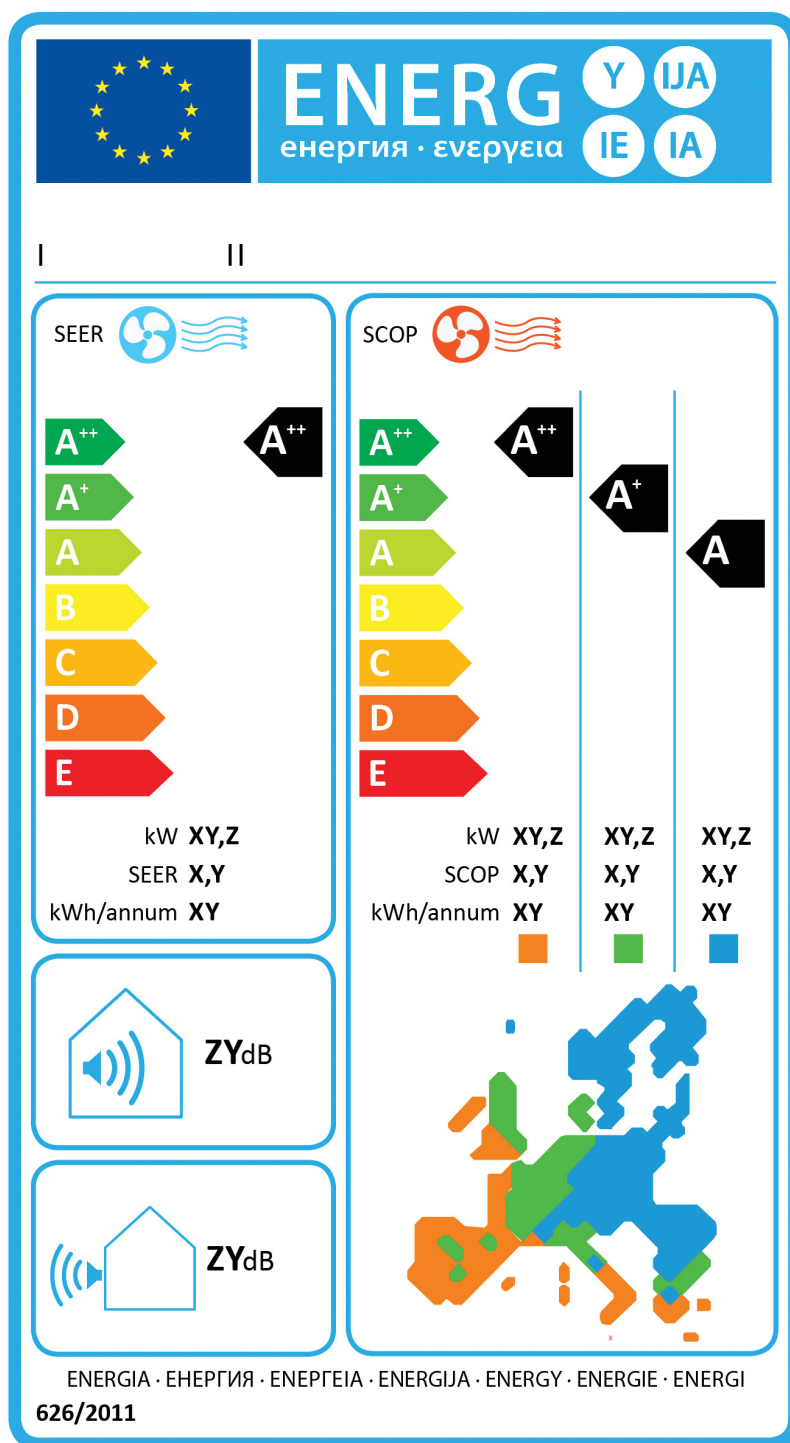 ENERG Y IJA
енергия · ενεργεια IE IA
I II
SEER
A++ A++
A+
A
B
C
D
E
kW XY,Z
SEER X,Y
kWh/annum XY
SCOP
A++ A++
A+ A+
A A
B
C
D
E
kW XY,Z XY,Z XY,Z
SCOP X,Y X,Y X,Y
kWh/annum XY XY XY
ZYdB
ZYdB
ENERGIA · ЕНЕРГИЯ · ΕΝΕΡΓΕΙΑ · ENERGIJA · ENERGY · ENERGIE · ENERGI
626/2011